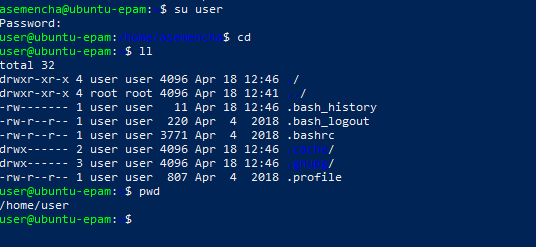 asemencha@ubuntu-epam:~$ su user
Password:
user@ubuntu-epam:/home/asemencha$ cd
user@ubuntu-epam:~$ ll
total 32
drwxr-xr-x 4 user user 4096 Apr 18 12:46 ./
drwxr-xr-x 4 root root 4096 Apr 18 12:41 ../
-rw------- 1 user user   11 Apr 18 12:46 .bash_history
-rw-r--r-- 1 user user  220 Apr  4  2018 .bash_logout
-rw-r--r-- 1 user user 3771 Apr  4  2018 .bashrc
drwx------ 2 user user 4096 Apr 18 12:46 .cache/
drwx------ 3 user user 4096 Apr 18 12:46 .gnupg/
-rw-r--r-- 1 user user  807 Apr  4  2018 .profile
user@ubuntu-epam:~$ pwd
/home/user
user@ubuntu-epam:~$